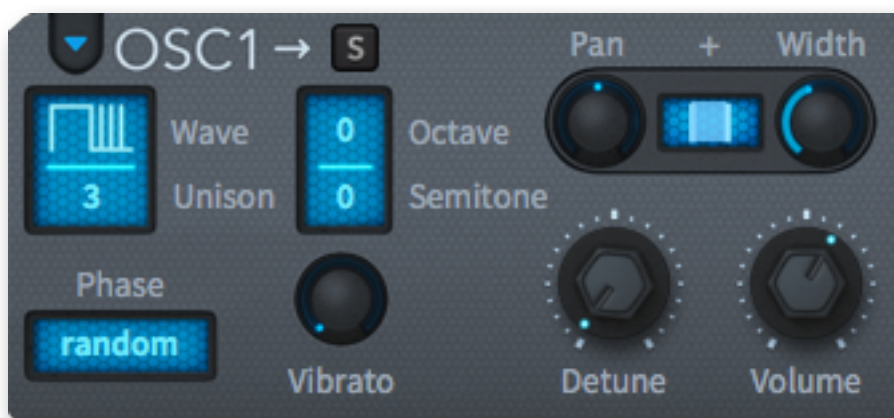 OSC1→ S
Pan + Width
Wave
3 Unison
0 Octave
0 Semitone
Phase
random
Vibrato
Detune
Volume